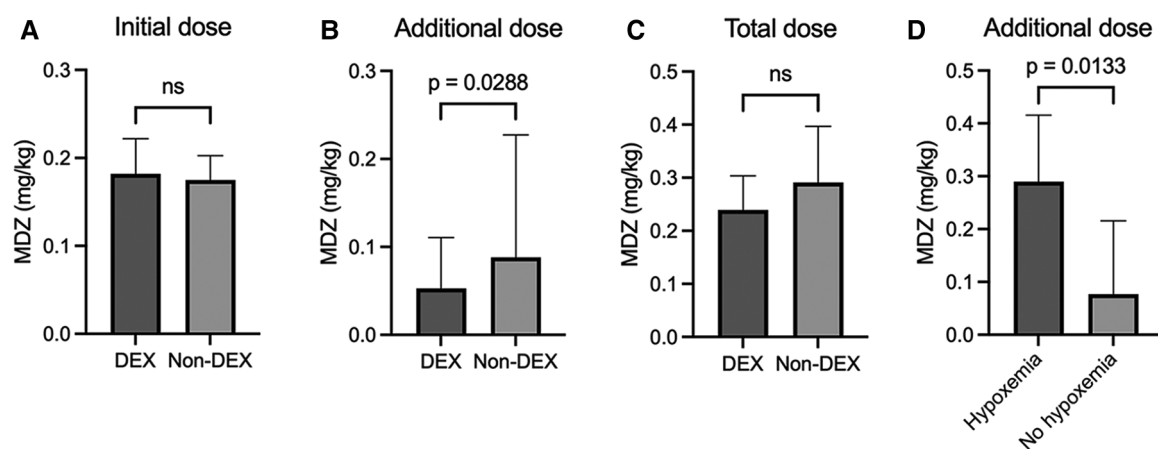 A
Initial dose
MDZ (mg/kg)
0.3
0.2
0.1
0.0
ns
DEX Non-DEX
B
Additional dose
MDZ (mg/kg)
0.3
0.2
0.1
0.0
p = 0.0288
DEX Non-DEX
C
Total dose
MDZ (mg/kg)
0.5
0.4
0.3
0.2
0.1
0.0
ns
DEX Non-DEX
D
Additional dose
MDZ (mg/kg)
0.5
0.4
0.3
0.2
0.1
0.0
p = 0.0133
Hypoxemia
No hypoxemia